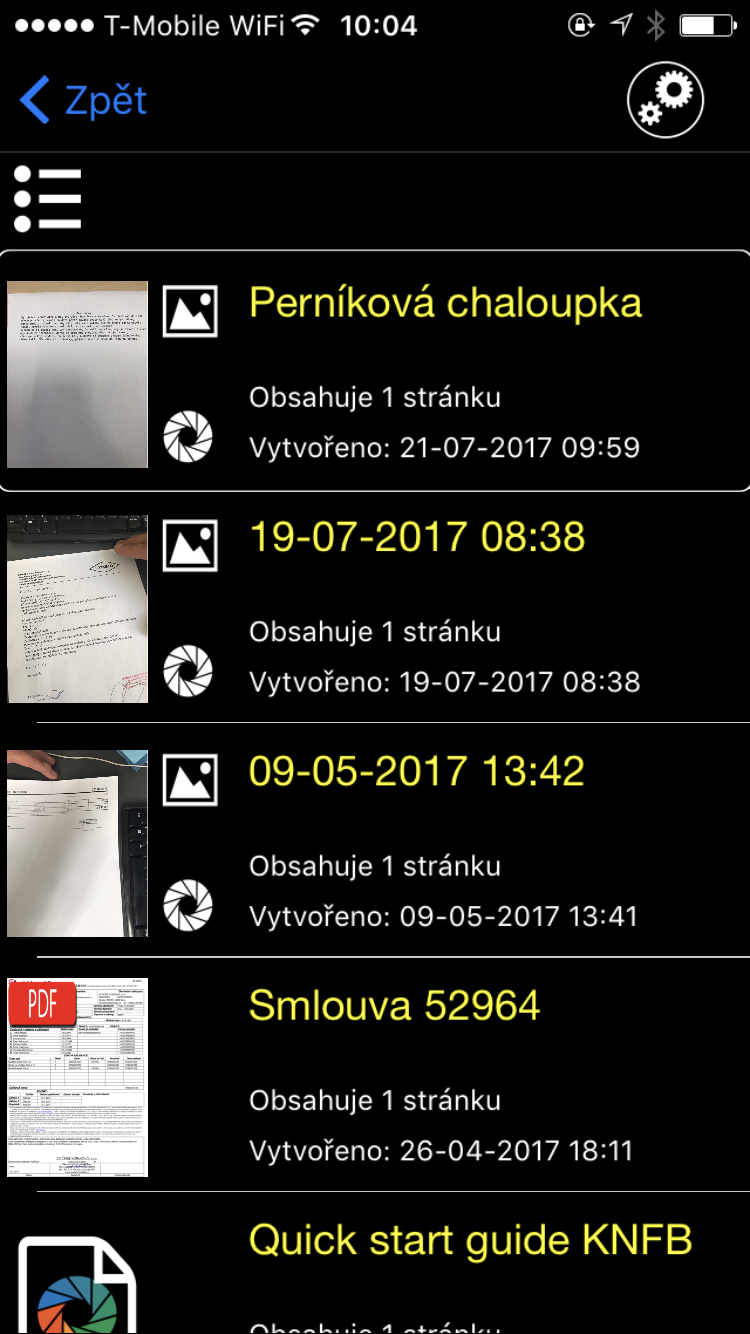 T-Mobile WiFi 10:04
Zpět
Perníková chaloupka
Obsahuje 1 stránku
Vytvořeno: 21-07-2017 09:59
19-07-2017 08:38
Obsahuje 1 stránku
Vytvořeno: 19-07-2017 08:38
09-05-2017 13:42
Obsahuje 1 stránku
Vytvořeno: 09-05-2017 13:41
PDF
Smlouva 52964
Obsahuje 1 stránku
Vytvořeno: 26-04-2017 18:11
Quick start guide KNFB
Obsahuje 1 stránku